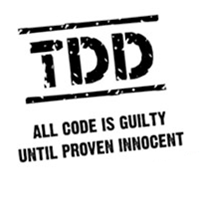 TDD
ALL CODE IS GUILTY
UNTIL PROVEN INNOCENT